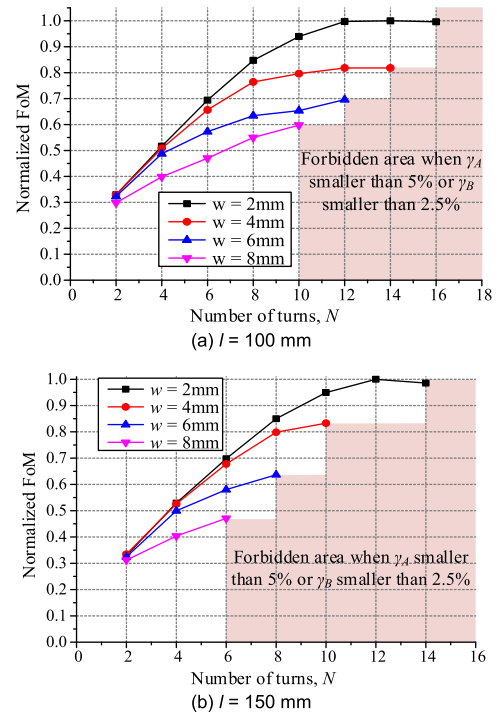 1.0
0.9
0.8
0.7
0.6
0.5
0.4
0.3
0.2
0.1
0.0
Normalized FoM
Forbidden area when γA
smaller than 5% or γB
smaller than 2.5%
w = 2mm
w = 4mm
w = 6mm
w = 8mm
0 2 4 6 8 10 12 14 16 18
Number of turns, N
(a) l = 100 mm
1.0
0.9
0.8
0.7
0.6
0.5
0.4
0.3
0.2
0.1
0.0
Normalized FoM
w = 2mm
w = 4mm
w = 6mm
w = 8mm
Forbidden area when γA smaller
than 5% or γB smaller than 2.5%
0 2 4 6 8 10 12 14 16
Number of turns, N
(b) l = 150 mm